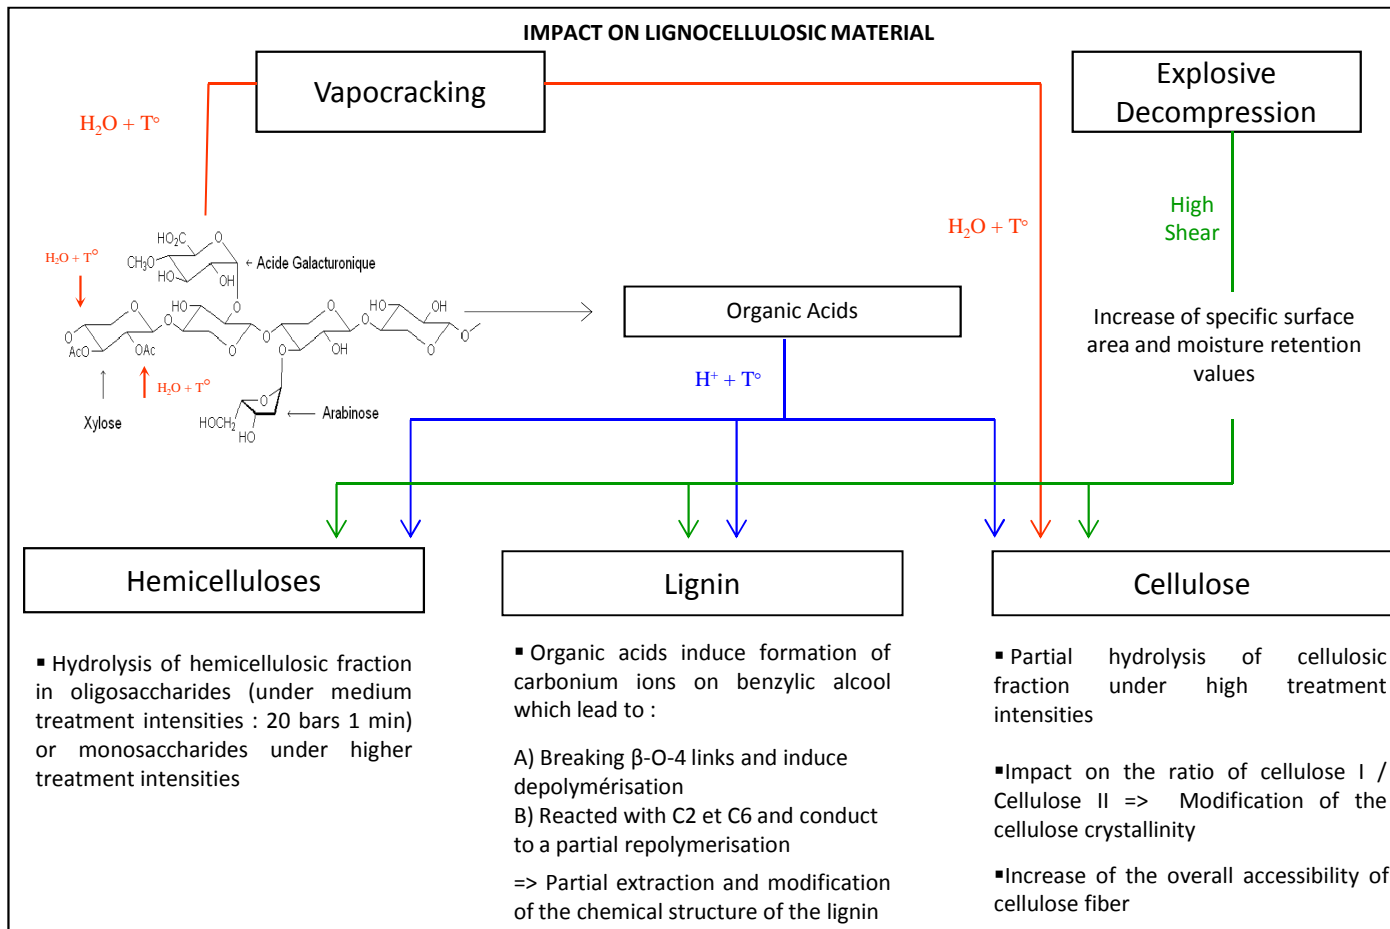 IMPACT ON LIGNOCELLULOSIC MATERIAL
Vapocracking
Explosive
Decompression
H₂O + T°
H₂O + T°
High
Shear
HO₂C
O
CH₃O
HO
OH
O
← Acide Galacturonique
H₂O + T°
O
HO
OH
O
O
O
O
HO
OH
O
O
O
O
O
AcO
OAc
O
OH
O
H₂O + T°
Xylose
O
HOCH₂
HO
← Arabinose
Organic Acids
H⁺ + T°
Increase of specific surface
area and moisture retention
values
Hemicelluloses
Lignin
Cellulose
▪ Hydrolysis of hemicellulosic fraction
in oligosaccharides (under medium
treatment intensities : 20 bars 1 min)
or monosaccharides under higher
treatment intensities
▪ Organic acids induce formation of
carbonium ions on benzylic alcool
which lead to :
A) Breaking β-O-4 links and induce
depolymérisation
B) Reacted with C2 et C6 and conduct
to a partial repolymerisation
=> Partial extraction and modification
of the chemical structure of the lignin
▪ Partial hydrolysis of cellulosic
fraction under high treatment
intensities
▪Impact on the ratio of cellulose I /
Cellulose II => Modification of the
cellulose crystallinity
▪Increase of the overall accessibility of
cellulose fiber